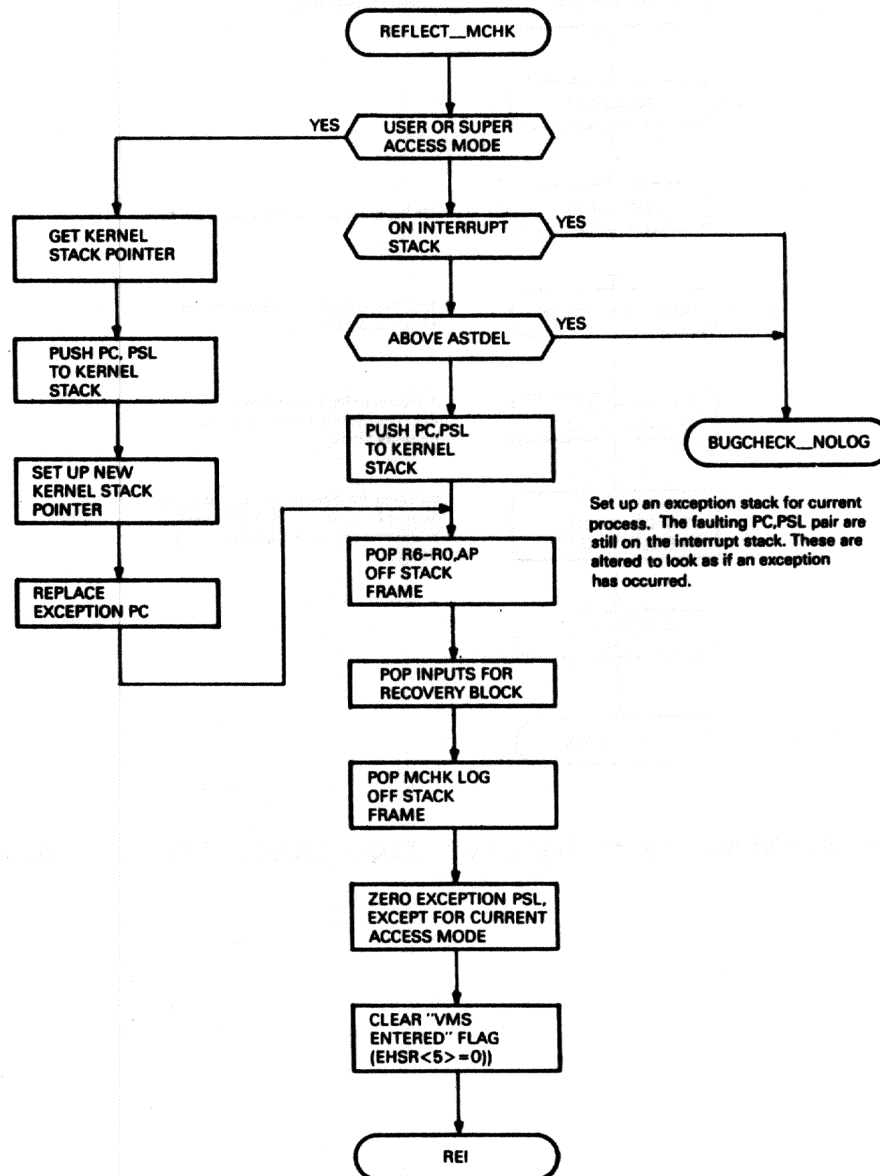 REFLECT__MCHK
YES
USER OR SUPER
ACCESS MODE
GET KERNEL
STACK POINTER
ON INTERRUPT
STACK
YES
PUSH PC, PSL
TO KERNEL
STACK
ABOVE ASTDEL
YES
SET UP NEW
KERNEL STACK
POINTER
PUSH PC,PSL
TO KERNEL
STACK
BUGCHECK__NOLOG
Set up an exception stack for current
process. The faulting PC,PSL pair are
still on the interrupt stack. These are
altered to look as if an exception
has occurred.
REPLACE
EXCEPTION PC
POP R6-R0,AP
OFF STACK
FRAME
POP INPUTS FOR
RECOVERY BLOCK
POP MCHK LOG
OFF STACK
FRAME
ZERO EXCEPTION PSL,
EXCEPT FOR CURRENT
ACCESS MODE
CLEAR "VMS
ENTERED" FLAG
(EHSR<5>=0))
REI